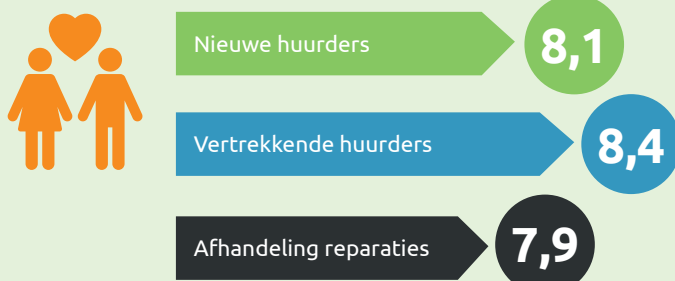 Nieuwe huurders 8,1
Vertrekkende huurders 8,4
Afhandeling reparaties 7,9